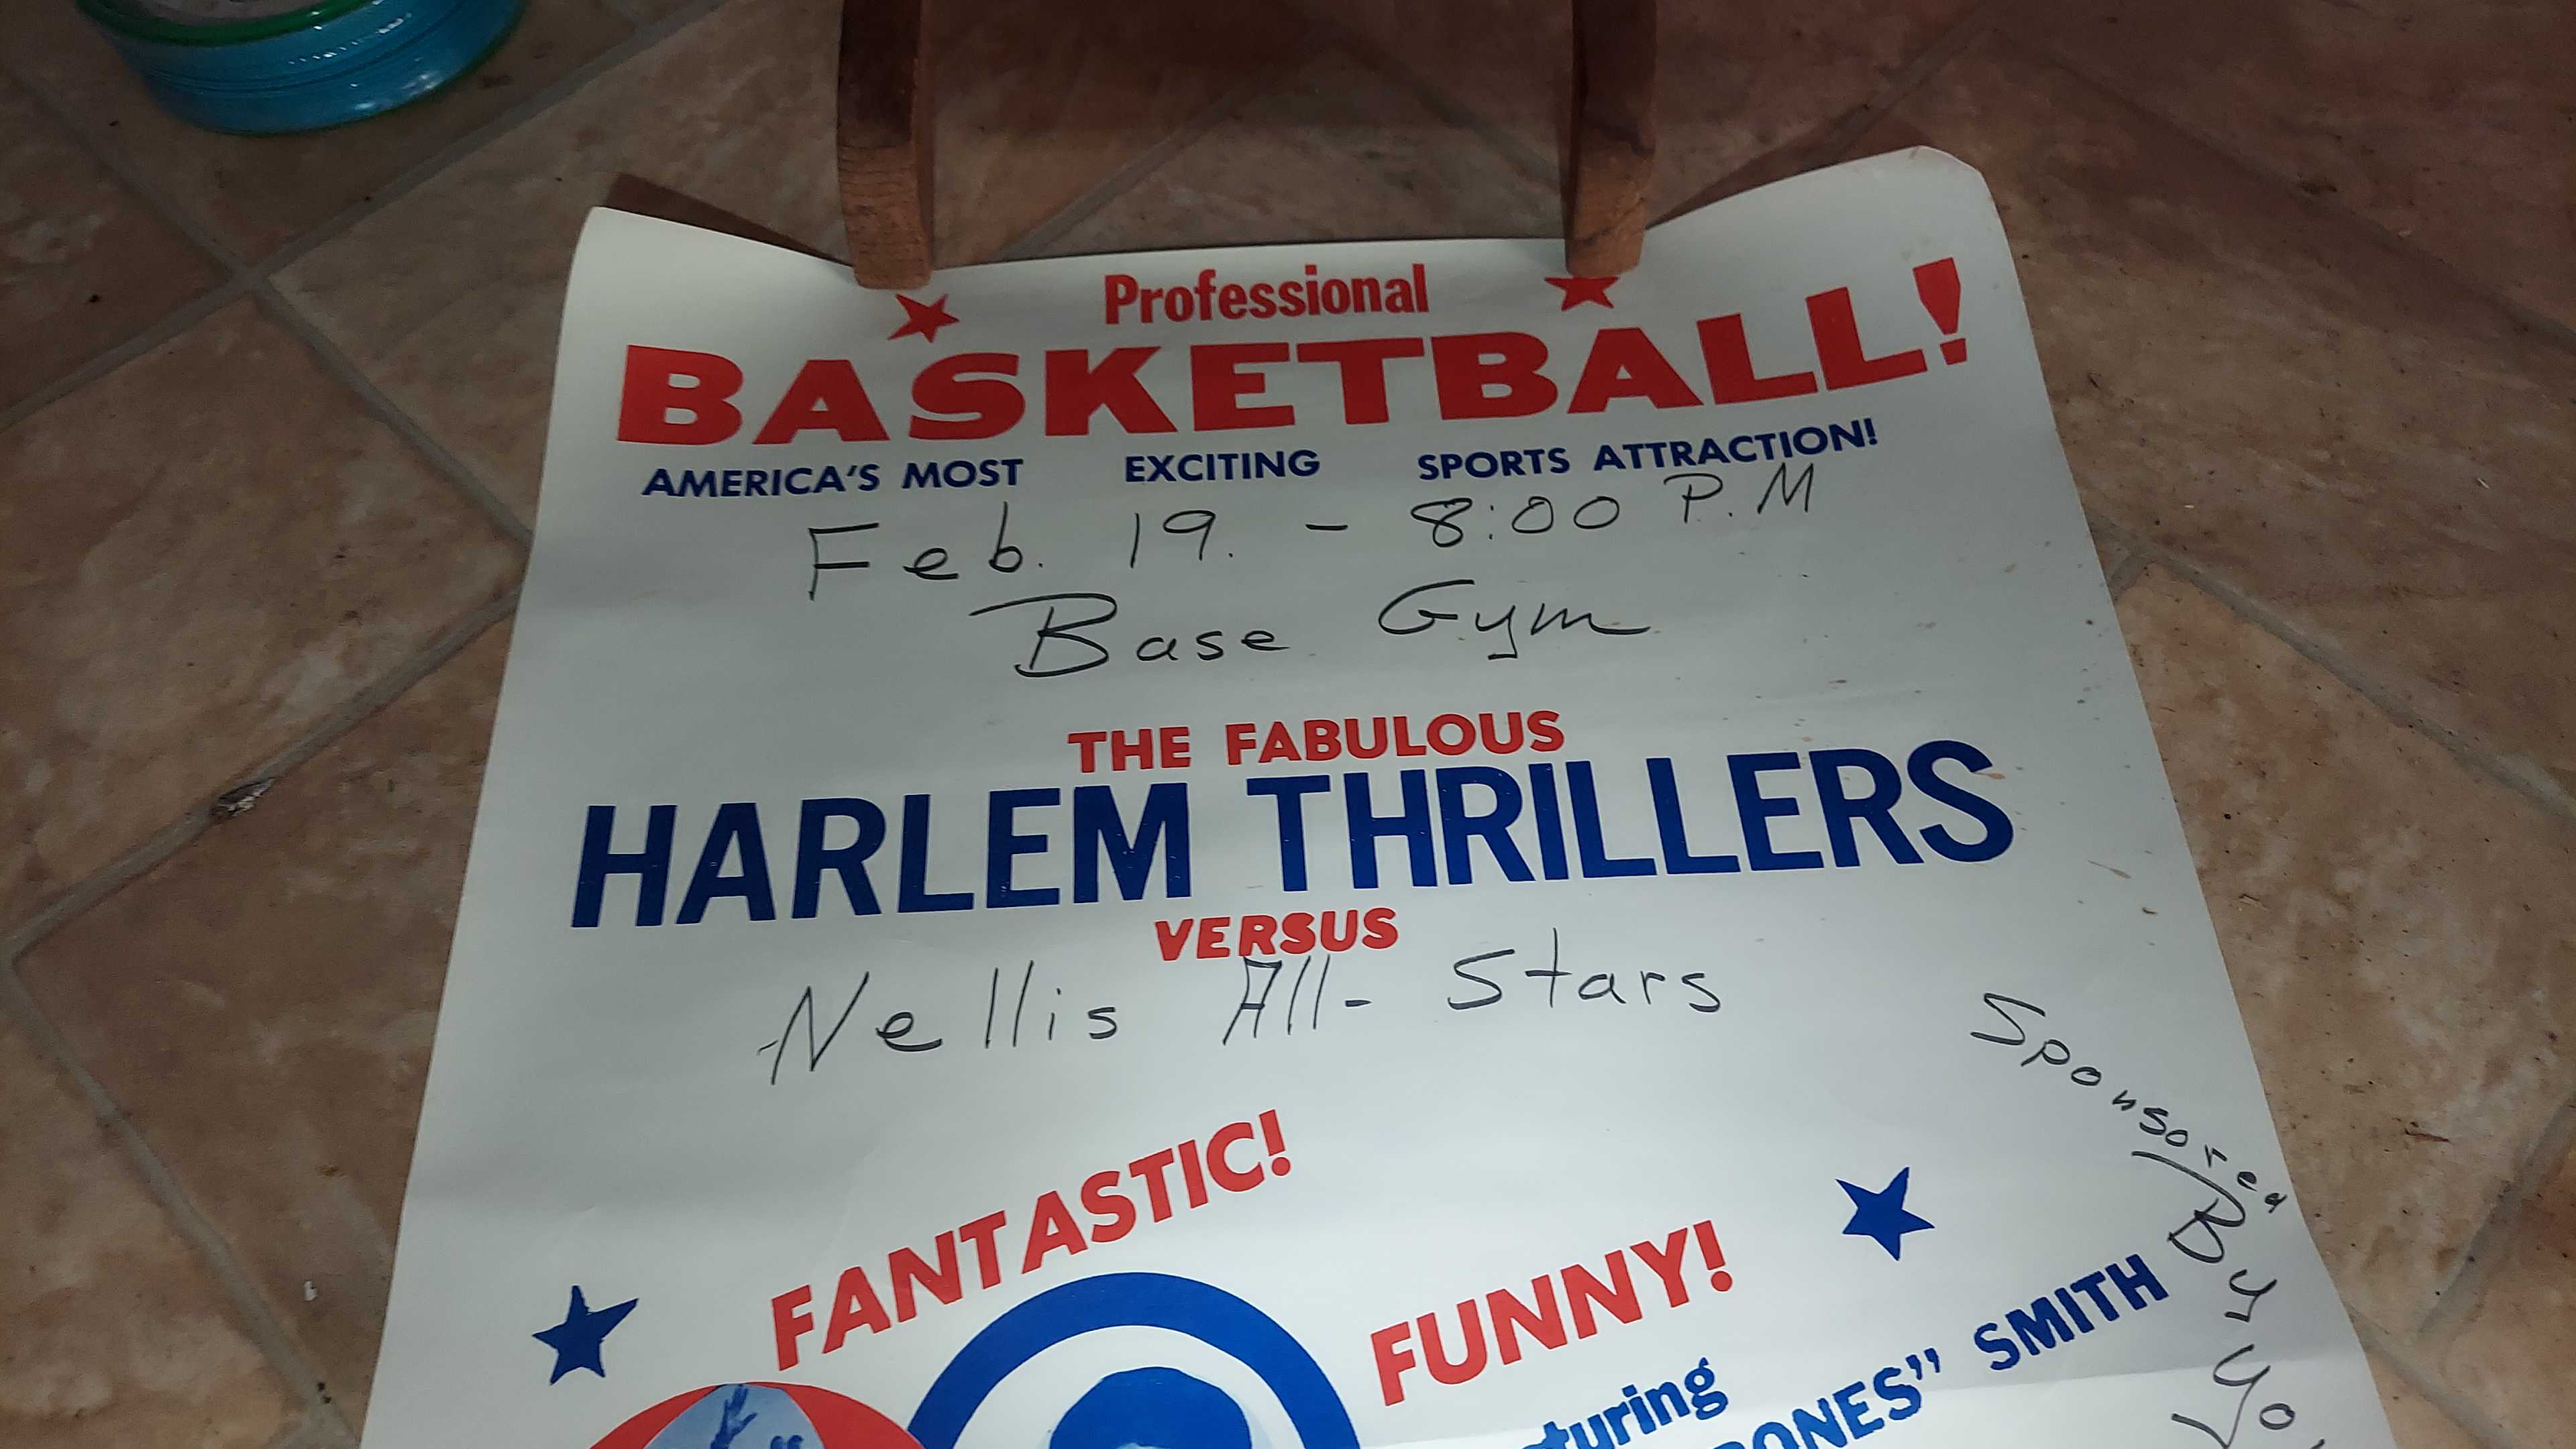 Professional
BASKETBALL!
AMERICA'S MOST EXCITING SPORTS ATTRACTION!
Feb. 19. - 8:00 P.M
Base Gym
THE FABULOUS
HARLEM THRILLERS
VERSUS
Nellis All-Stars
Sponsored
By
FANTASTIC!
FUNNY!
SMITH